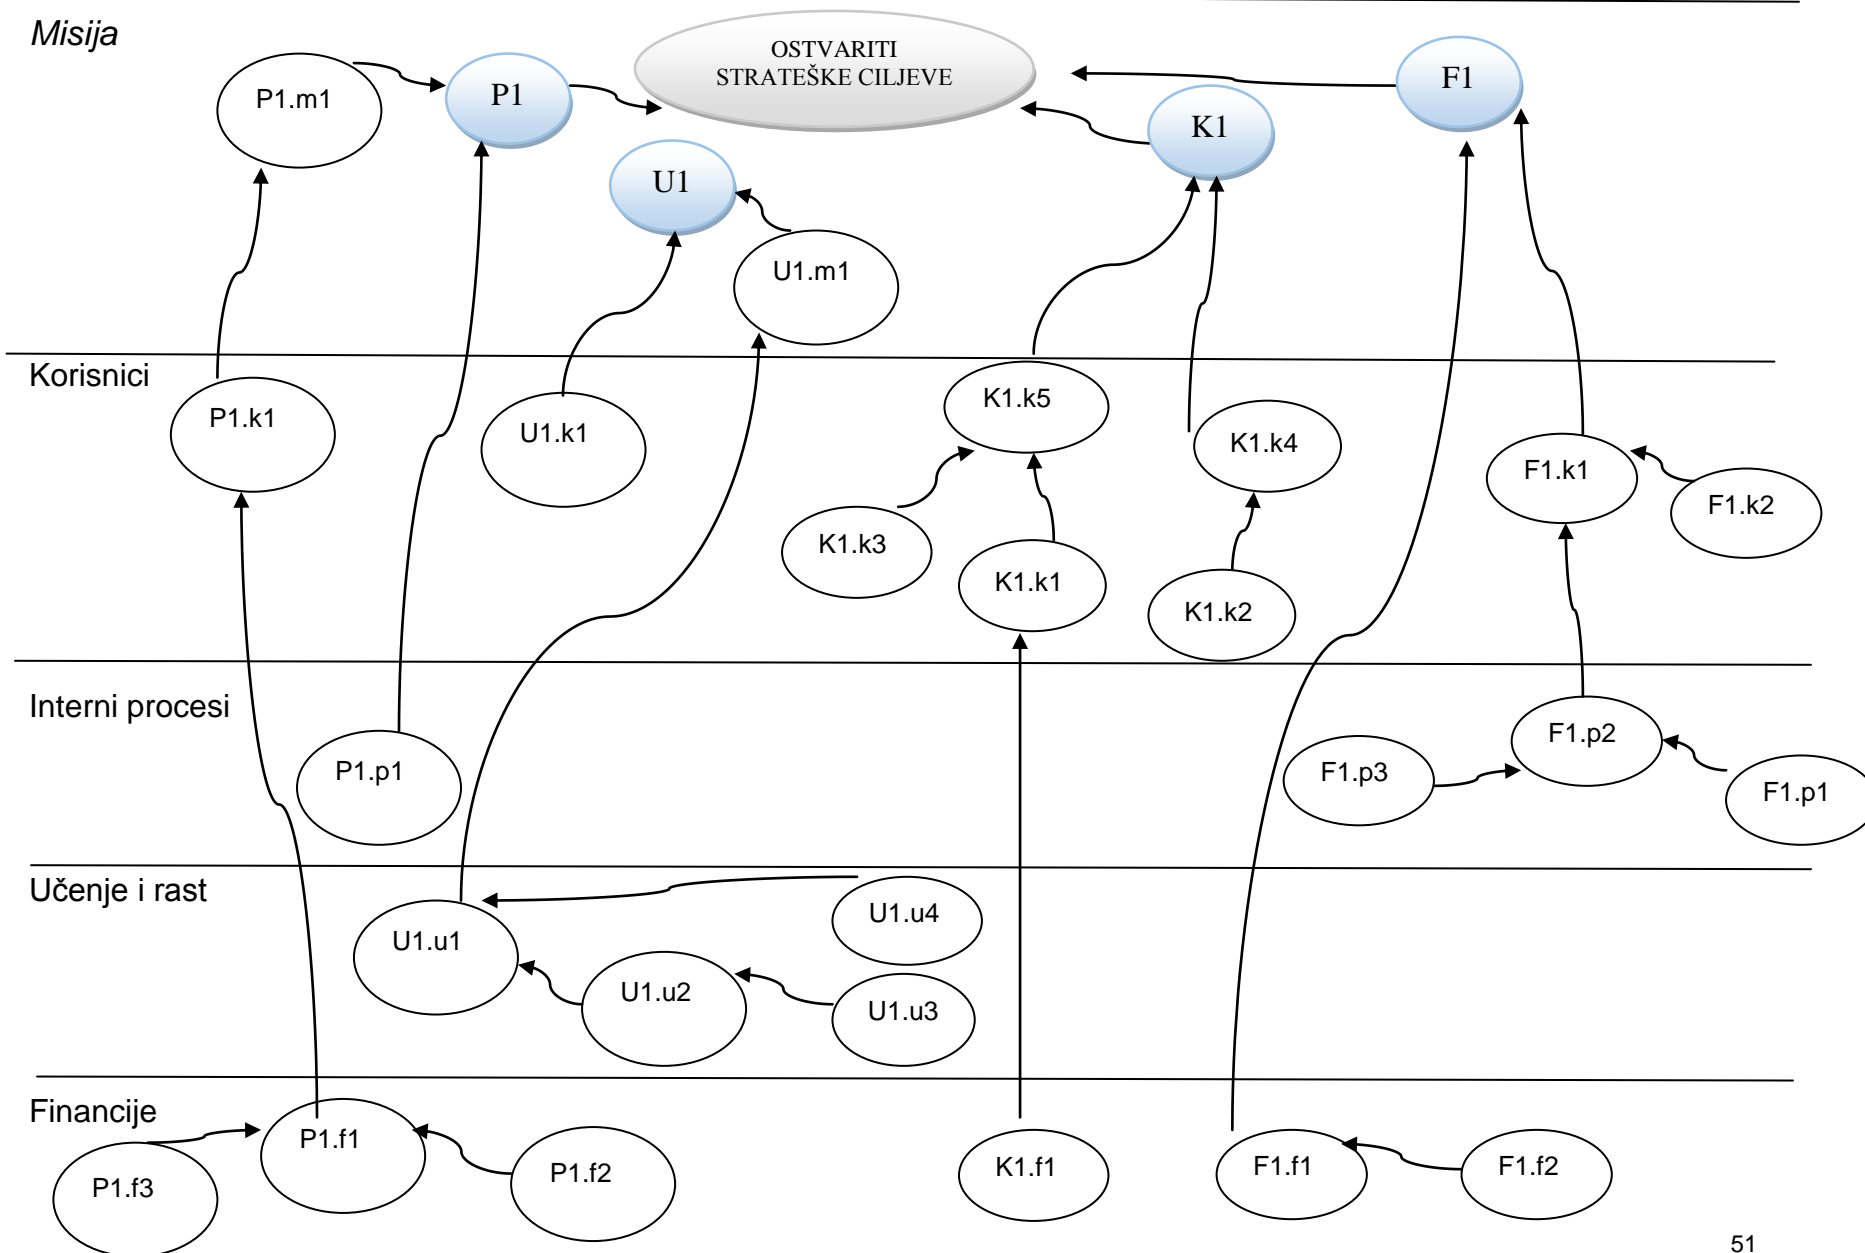 Misija
OSTVARITI
STRATEŠKE CILJEVE
P1.m1
P1
F1
K1
U1
U1.m1
Korisnici
P1.k1
U1.k1
K1.k5
K1.k4
F1.k1
F1.k2
K1.k3
K1.k1
K1.k2
Interni procesi
P1.p1
F1.p2
F1.p3
F1.p1
Učenje i rast
U1.u1
U1.u4
U1.u2
U1.u3
Financije
P1.f1
P1.f3
P1.f2
K1.f1
F1.f1
F1.f2
51